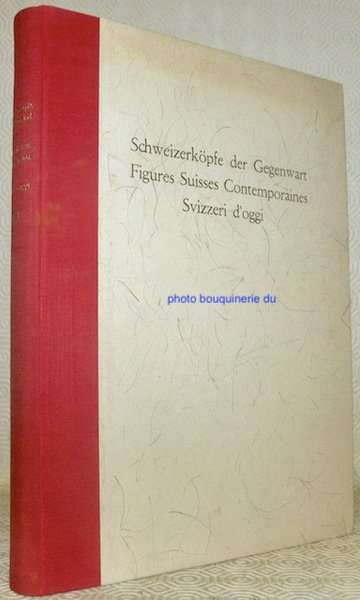 Schweizerköpfe der Gegenwart
Figures Suisses Contemporaines
Svizzeri d'oggi
photo bouquinerie du